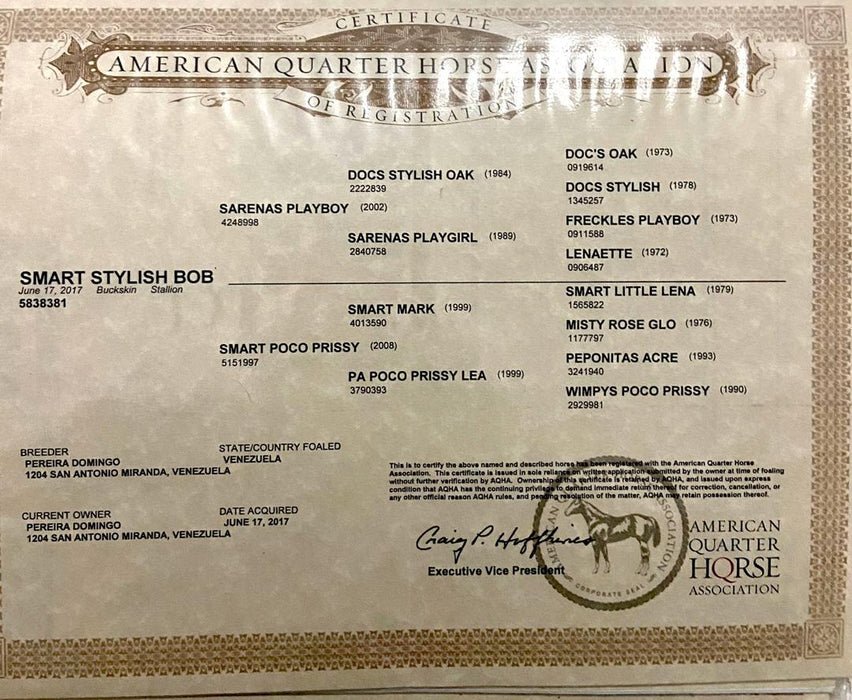 CERTIFICATE
AMERICAN QUARTER HORSE ASSOCIATION
OF REGISTRATION
DOC'S OAK (1973)
0919614
DOCS STYLISH OAK (1984)
2222839
DOCS STYLISH (1978)
1345257
SARENAS PLAYBOY (2002)
4248998
FRECKLES PLAYBOY (1973)
0911588
SARENAS PLAYGIRL (1989)
2840758
LENAETTE (1972)
0906487
SMART STYLISH BOB
June 17, 2017 Buckskin Stallion
5838381
SMART LITTLE LENA (1979)
1565822
SMART MARK (1999)
4013590
MISTY ROSE GLO (1976)
1177797
SMART POCO PRISSY (2008)
5151997
PEPONITAS ACRE (1993)
3241940
PA POCO PRISSY LEA (1999)
3790393
WIMPYS POCO PRISSY (1990)
2929981
BREEDER
PEREIRA DOMINGO
1204 SAN ANTONIO MIRANDA, VENEZUELA
STATE/COUNTRY FOALED
VENEZUELA
CURRENT OWNER
PEREIRA DOMINGO
1204 SAN ANTONIO MIRANDA, VENEZUELA
DATE ACQUIRED
JUNE 17, 2017
This is to certify the above named and described horse has been registered with the American Quarter Horse
Association. This certificate is issued in sole reliance on written application submitted by the owner at time of foaling
without further verification by AQHA. Ownership of this certificate is retained by AQHA, and issued upon express
condition that AQHA has the continuing privilege to demand immediate return thereof for correction, cancellation, or
any other official reason AQHA rules, and pending resolution of the matter, AQHA may retain possession thereof.
Craig P. Huffhines
Executive Vice President
AMERICAN ASSOCIATION
CORPORATE SEAL
AMERICAN
QUARTER
HORSE
ASSOCIATION